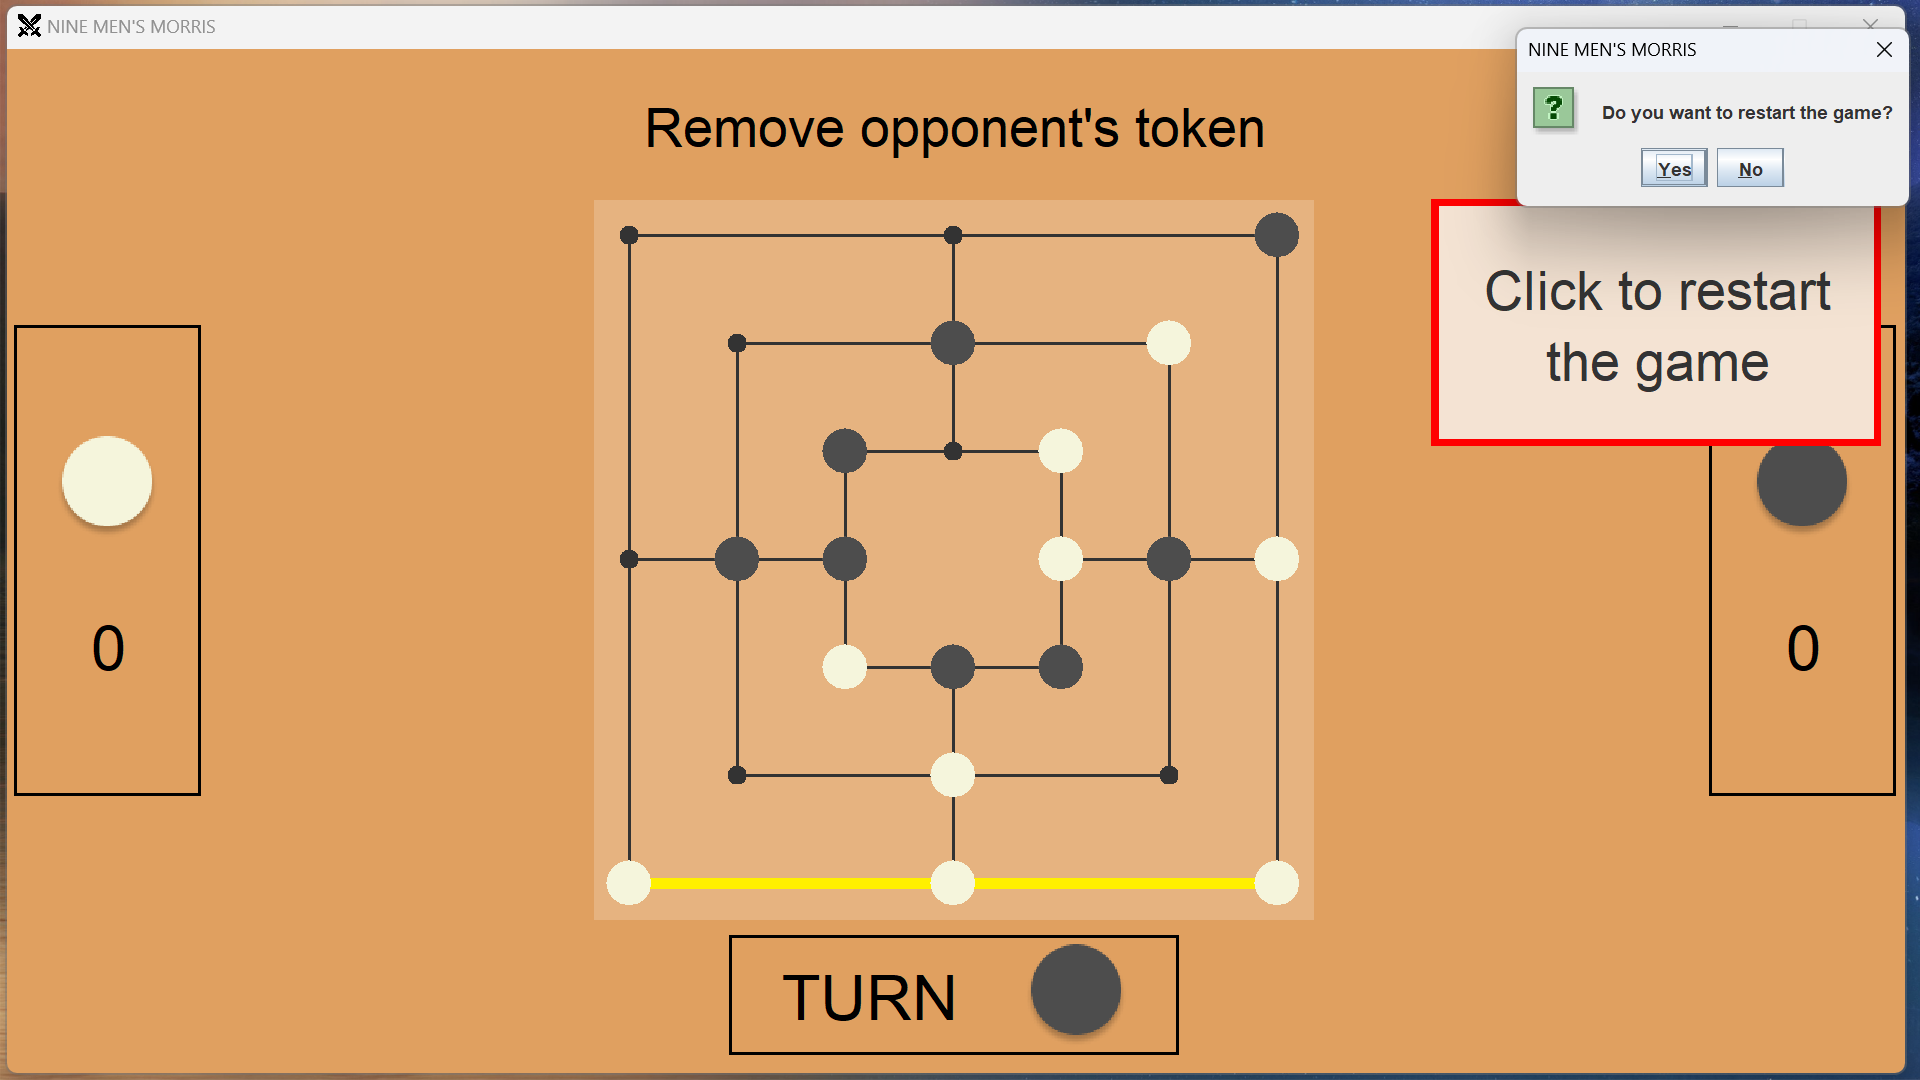 NINE MEN'S MORRIS
NINE MEN'S MORRIS
Do you want to restart the game?
Yes No
Remove opponent's token
Click to restart
the game
0
0
TURN